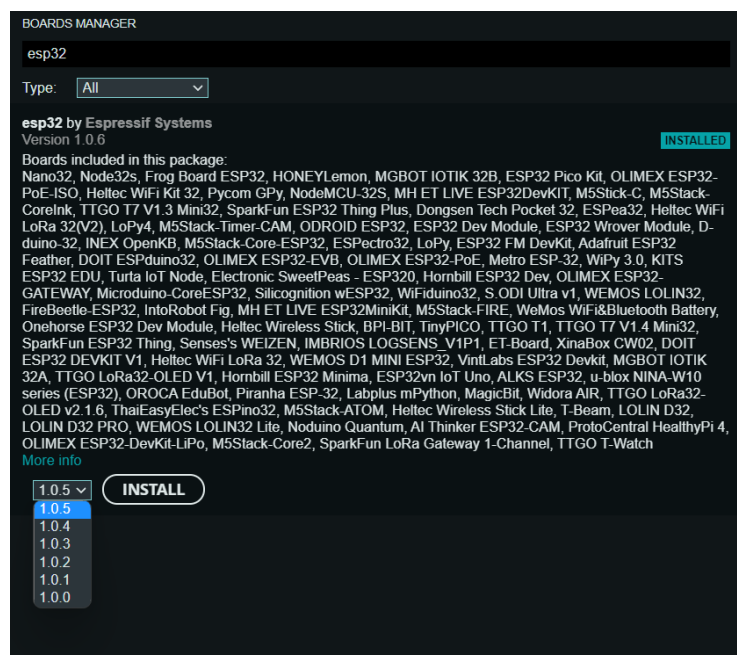 BOARDS MANAGER
esp32
Type: All
esp32 by Espressif Systems
Version 1.0.6 INSTALLED
Boards included in this package:
Nano32, Node32s, Frog Board ESP32, HONEYLemon, MGBOT IOTIK 32B, ESP32 Pico Kit, OLIMEX ESP32-
PoE-ISO, Heltec WiFi Kit 32, Pycom GPy, NodeMCU-32S, MH ET LIVE ESP32DevKIT, M5Stick-C, M5Stack-
CoreInk, TTGO T7 V1.3 Mini32, SparkFun ESP32 Thing Plus, Dongsen Tech Pocket 32, ESPea32, Heltec WiFi
LoRa 32(V2), LoPy4, M5Stack-Timer-CAM, ODROID ESP32, ESP32 Dev Module, ESP32 Wrover Module, D-
duino-32, INEX OpenKB, M5Stack-Core-ESP32, ESPectro32, LoPy, ESP32 FM DevKit, Adafruit ESP32
Feather, DOIT ESPduino32, OLIMEX ESP32-EVB, OLIMEX ESP32-PoE, Metro ESP-32, WiPy 3.0, KITS
ESP32 EDU, Turta IoT Node, Electronic SweetPeas - ESP320, Hornbill ESP32 Dev, OLIMEX ESP32-
GATEWAY, Microduino-CoreESP32, Silicognition wESP32, WiFiduino32, S.ODI Ultra v1, WEMOS LOLIN32,
FireBeetle-ESP32, IntoRobot Fig, MH ET LIVE ESP32MiniKit, M5Stack-FIRE, WeMos WiFi&Bluetooth Battery,
Onehorse ESP32 Dev Module, Heltec Wireless Stick, BPI-BIT, TinyPICO, TTGO T1, TTGO T7 V1.4 Mini32,
SparkFun ESP32 Thing, Senses's WEIZEN, IMBRIOS LOGSENS_V1P1, ET-Board, XinaBox CW02, DOIT
ESP32 DEVKIT V1, Heltec WiFi LoRa 32, WEMOS D1 MINI ESP32, VintLabs ESP32 Devkit, MGBOT IOTIK
32A, TTGO LoRa32-OLED V1, Hornbill ESP32 Minima, ESP32vn IoT Uno, ALKS ESP32, u-blox NINA-W10
series (ESP32), OROCA EduBot, Piranha ESP-32, Labplus mPython, MagicBit, Widora AIR, TTGO LoRa32-
OLED v2.1.6, ThaiEasyElec's ESPino32, M5Stack-ATOM, Heltec Wireless Stick Lite, T-Beam, LOLIN D32,
LOLIN D32 PRO, WEMOS LOLIN32 Lite, Noduino Quantum, AI Thinker ESP32-CAM, ProtoCentral HealthyPi 4,
OLIMEX ESP32-DevKit-LiPo, M5Stack-Core2, SparkFun LoRa Gateway 1-Channel, TTGO T-Watch
More info
1.0.5 INSTALL
1.0.5
1.0.4
1.0.3
1.0.2
1.0.1
1.0.0